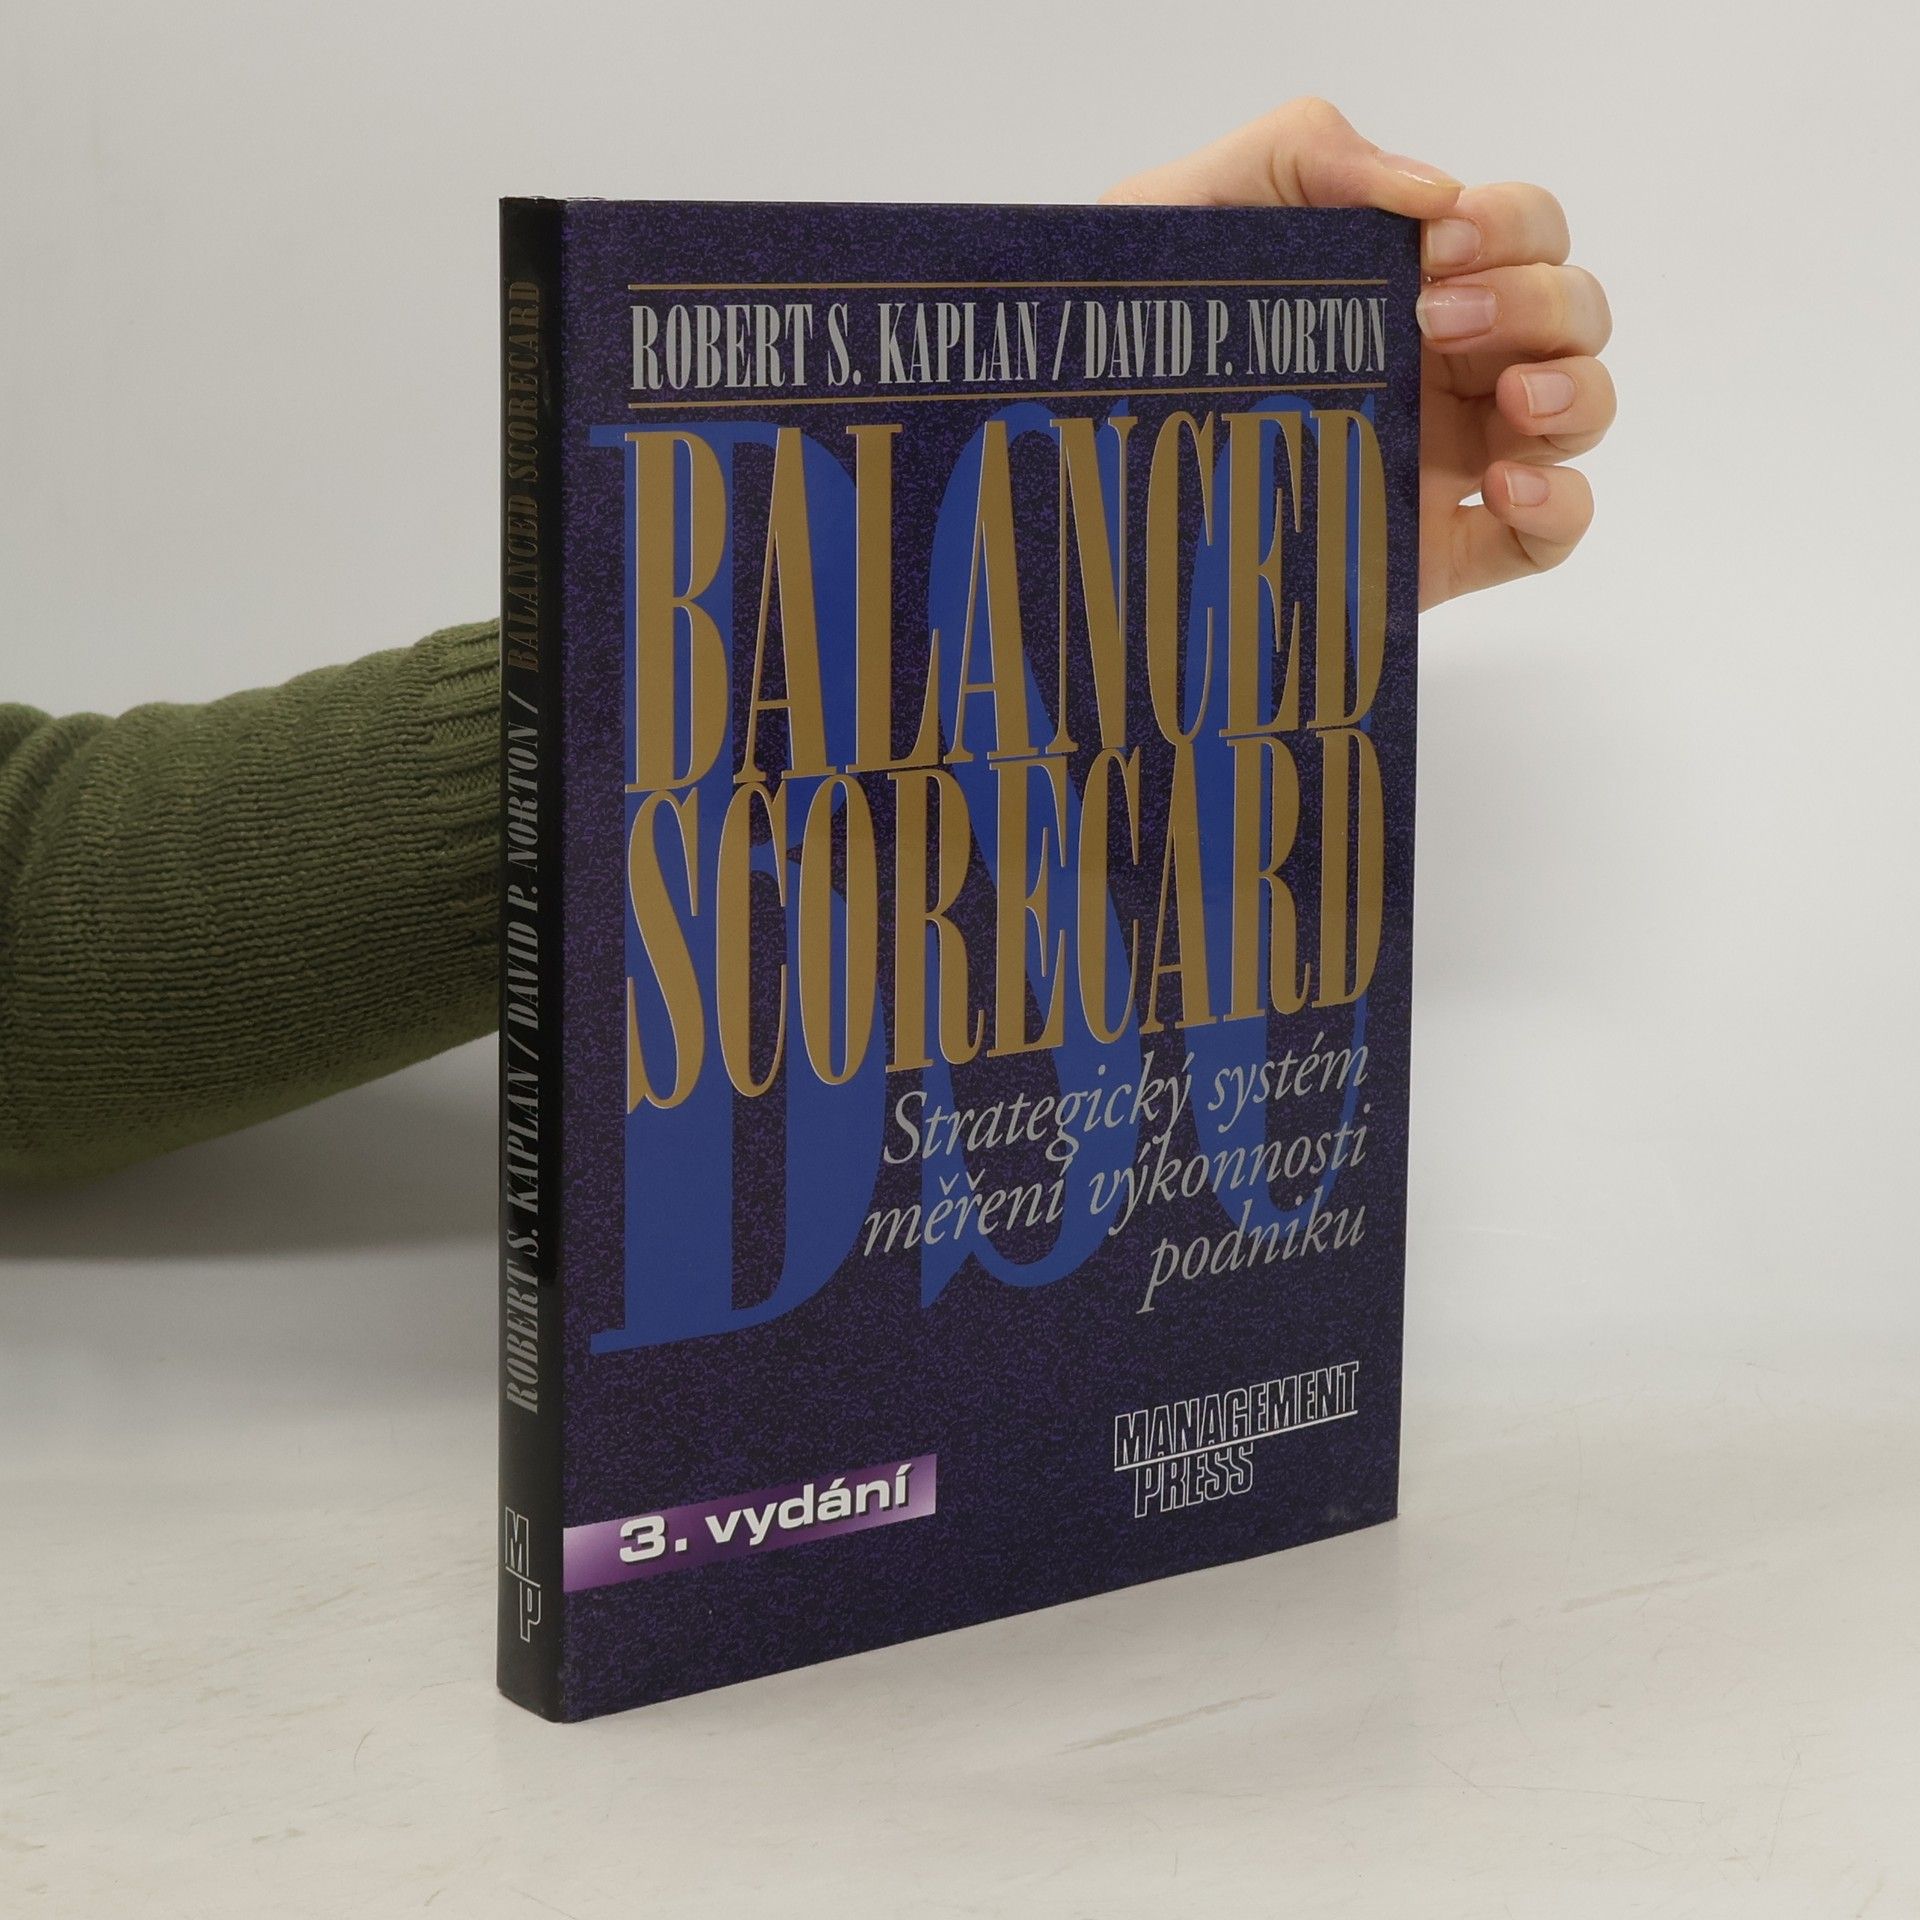 ROBERT S. KAPLAN / DAVID P. NORTON / BALANCED SCORECARD
M
P
ROBERT S. KAPLAN / DAVID P. NORTON
BSC
BALANCED
SCORECARD
Strategický systém
měření výkonnosti
podniku
MANAGEMENT
PRESS
3. vydání